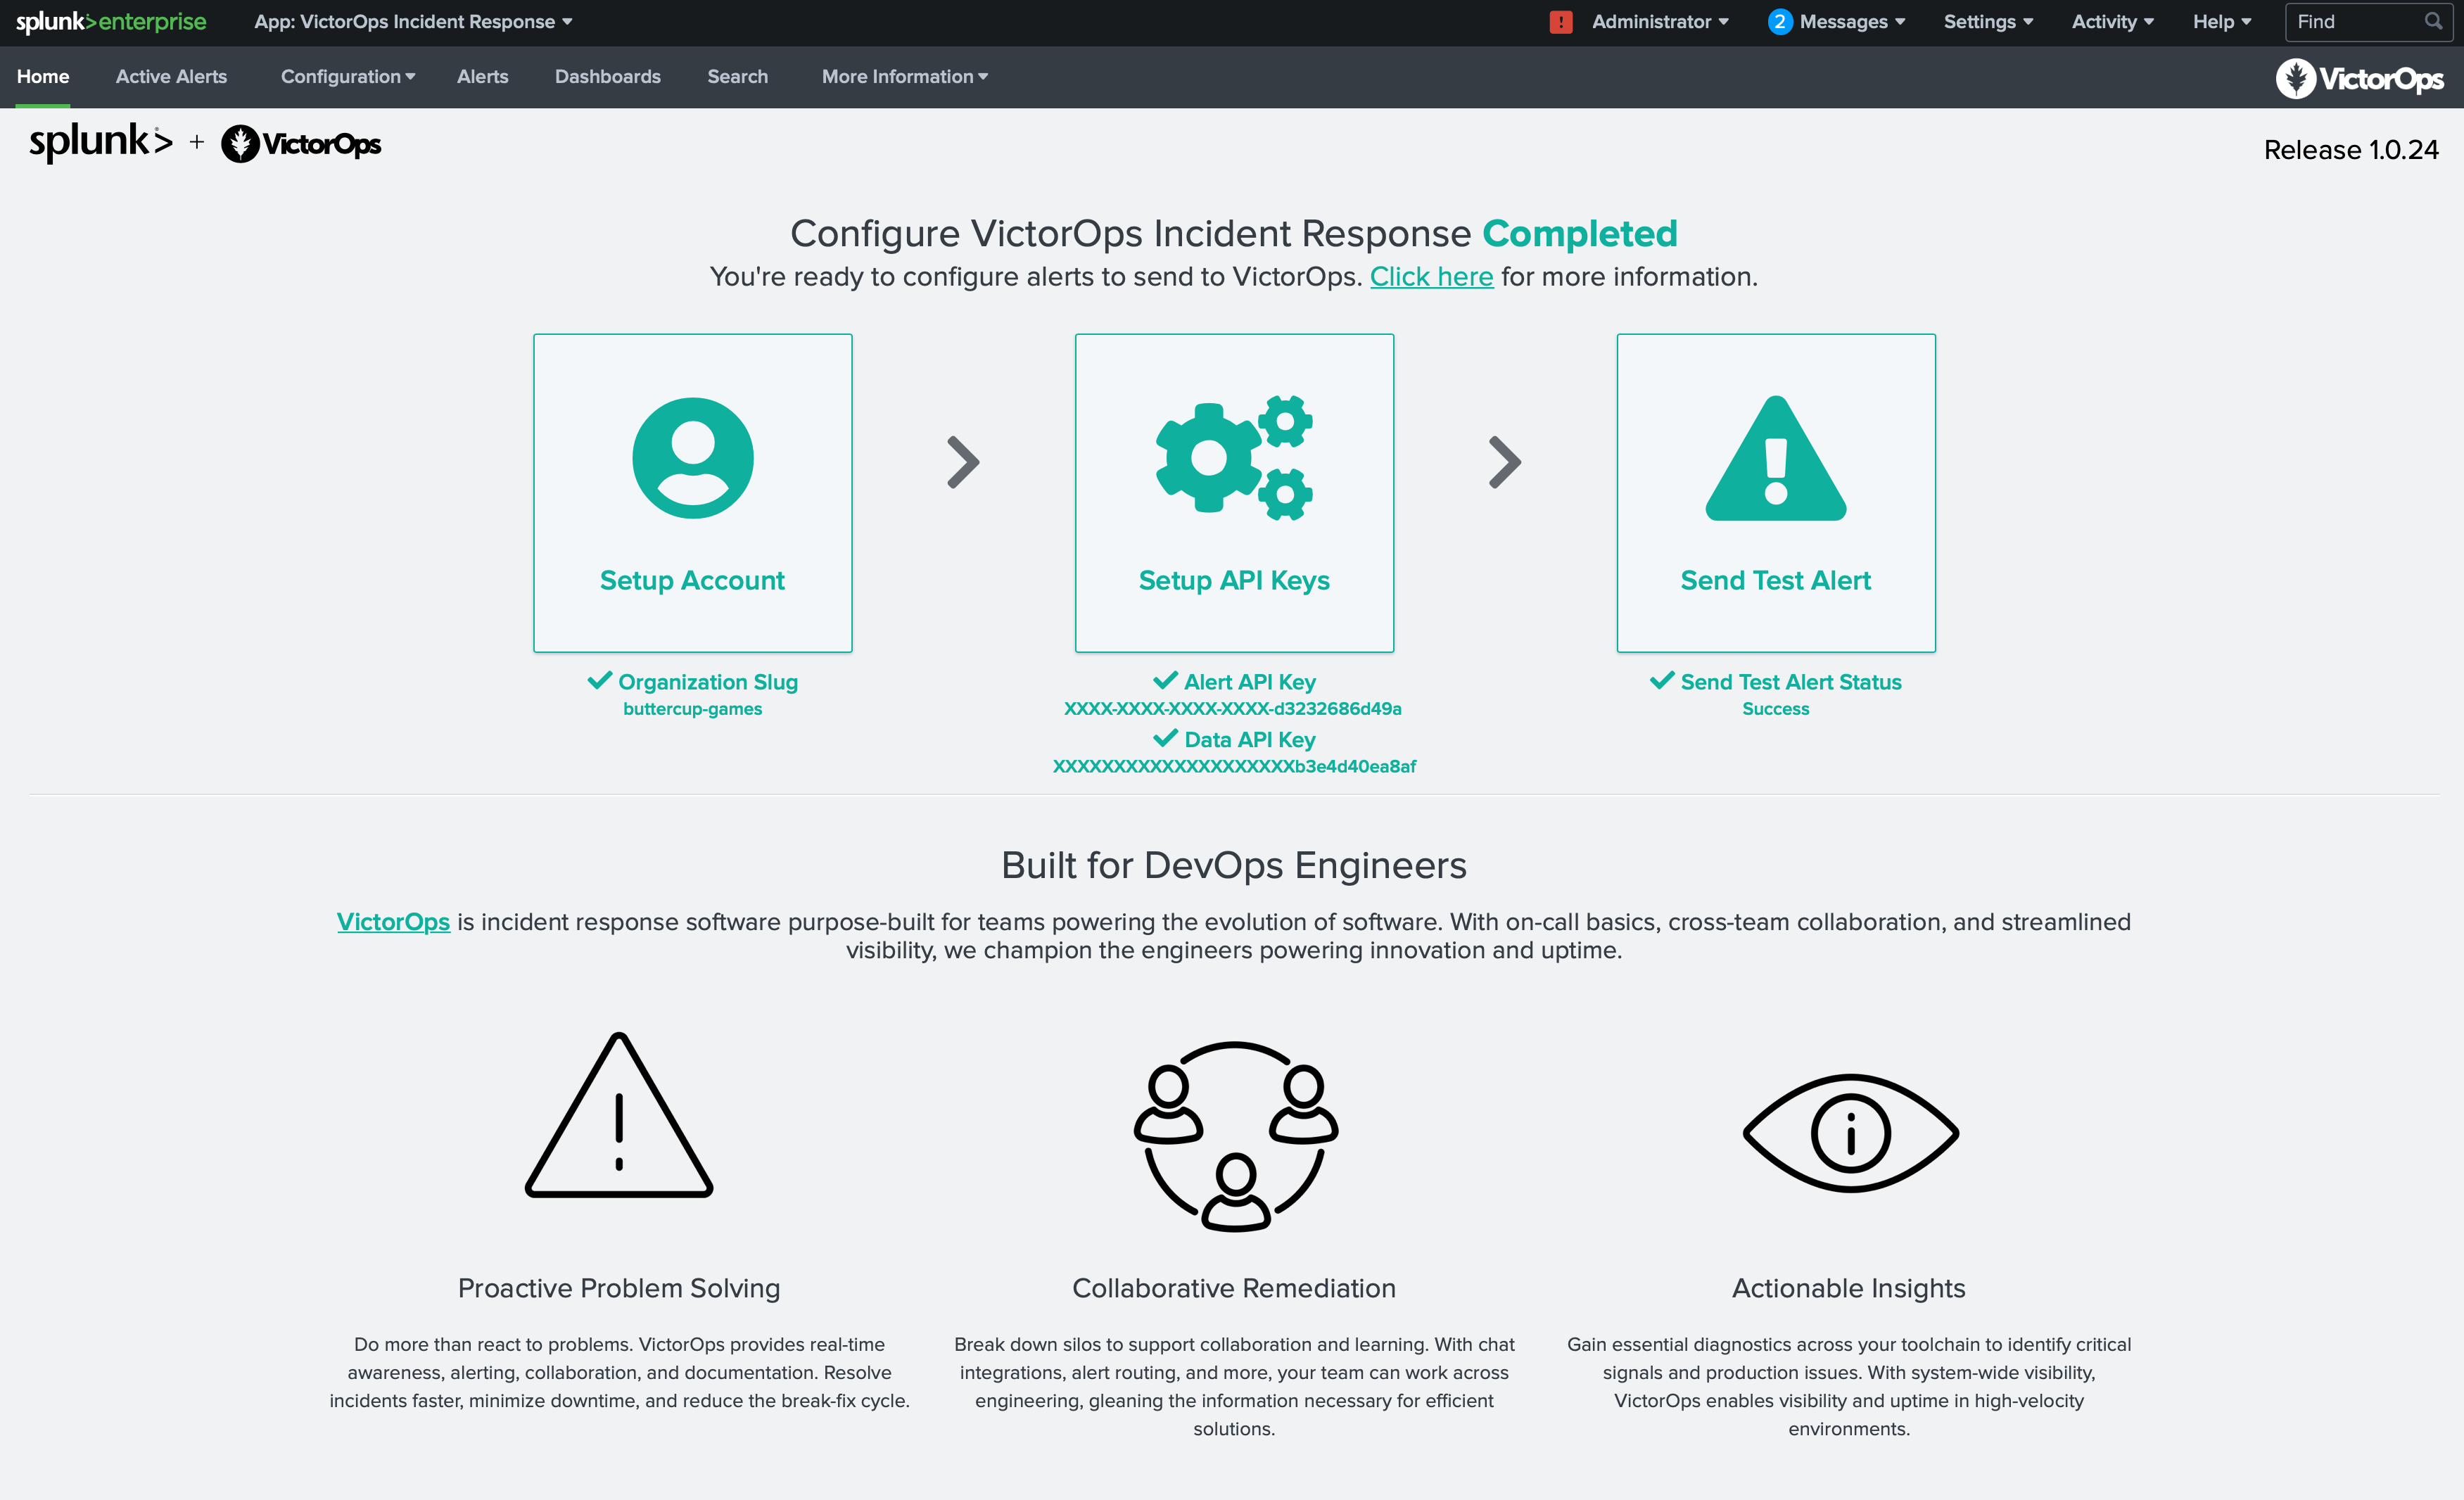 splunk>enterprise App: VictorOps Incident Response ! Administrator 2 Messages Settings Activity Help Find
Home Active Alerts Configuration Alerts Dashboards Search More Information VictorOps
splunk> + VictorOps
Release 1.0.24
Configure VictorOps Incident Response Completed
You're ready to configure alerts to send to VictorOps. Click here for more information.
Setup Account
Setup API Keys
Send Test Alert
Organization Slug
buttercup-games
Alert API Key
XXXX-XXXX-XXXX-XXXX-d3232686d49a
Data API Key
XXXXXXXXXXXXXXXXXXXXb3e4d40ea8af
Send Test Alert Status
Success
Built for DevOps Engineers
VictorOps is incident response software purpose-built for teams powering the evolution of software. With on-call basics, cross-team collaboration, and streamlined
visibility, we champion the engineers powering innovation and uptime.
Proactive Problem Solving
Do more than react to problems. VictorOps provides real-time
awareness, alerting, collaboration, and documentation. Resolve
incidents faster, minimize downtime, and reduce the break-fix cycle.
Collaborative Remediation
Break down silos to support collaboration and learning. With chat
integrations, alert routing, and more, your team can work across
engineering, gleaning the information necessary for efficient
solutions.
Actionable Insights
Gain essential diagnostics across your toolchain to identify critical
signals and production issues. With system-wide visibility,
VictorOps enables visibility and uptime in high-velocity
environments.